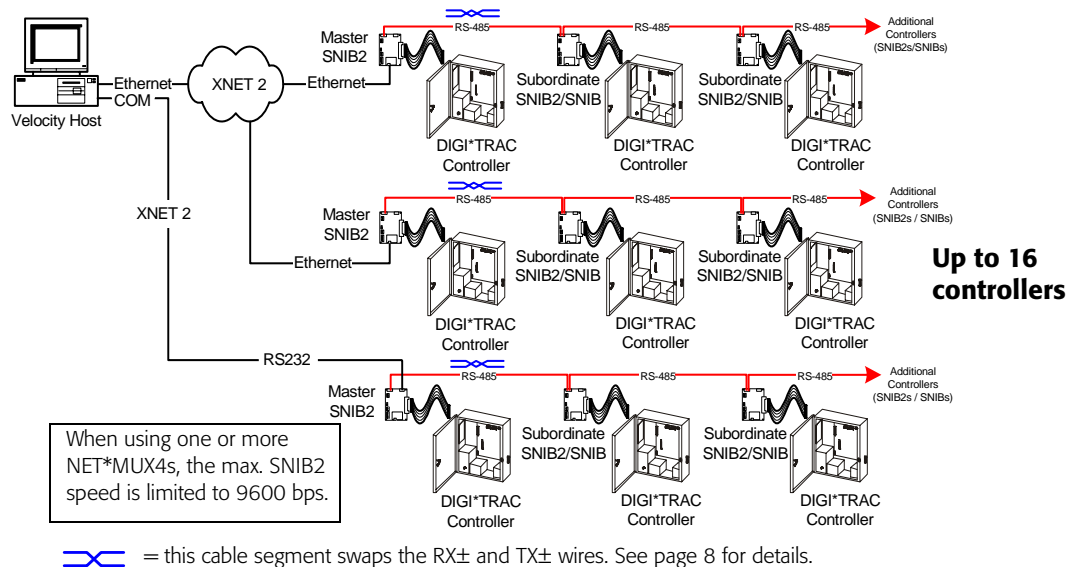 RS-485
RS-485
RS-485
Additional
Controllers
(SNIB2s/SNIBs)
Master
SNIB2
Ethernet
COM
XNET 2
Ethernet
Velocity Host
Subordinate
SNIB2/SNIB
Subordinate
SNIB2/SNIB
DIGI*TRAC
Controller
DIGI*TRAC
Controller
DIGI*TRAC
Controller
RS-485
RS-485
RS-485
Additional
Controllers
(SNIB2s / SNIBs)
XNET 2
Master
SNIB2
Ethernet
Subordinate
SNIB2/SNIB
Subordinate
SNIB2/SNIB
Up to 16
controllers
DIGI*TRAC
Controller
DIGI*TRAC
Controller
DIGI*TRAC
Controller
RS232
RS-485
RS-485
RS-485
Additional
Controllers
(SNIB2s / SNIBs)
Master
SNIB2
Subordinate
SNIB2/SNIB
Subordinate
SNIB2/SNIB
When using one or more
NET*MUX4s, the max. SNIB2
speed is limited to 9600 bps.
DIGI*TRAC
Controller
DIGI*TRAC
Controller
DIGI*TRAC
Controller
= this cable segment swaps the RX± and TX± wires. See page 8 for details.